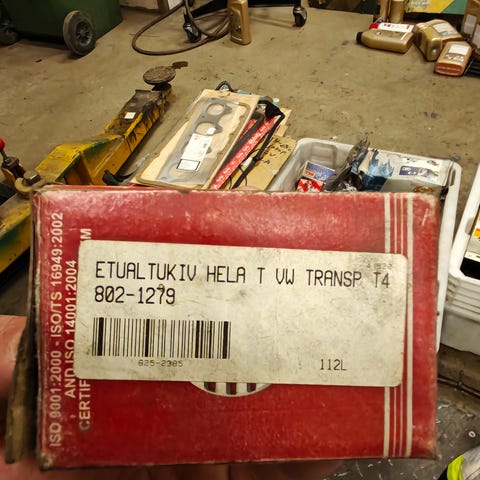 ETUALTUKIV HELA T VW TRANSP T4
802-1279
825-2385
112L
ISO 9001:2000 - ISO/TS 16949:2002
AND ISO 14001:2004
CERTIF
M